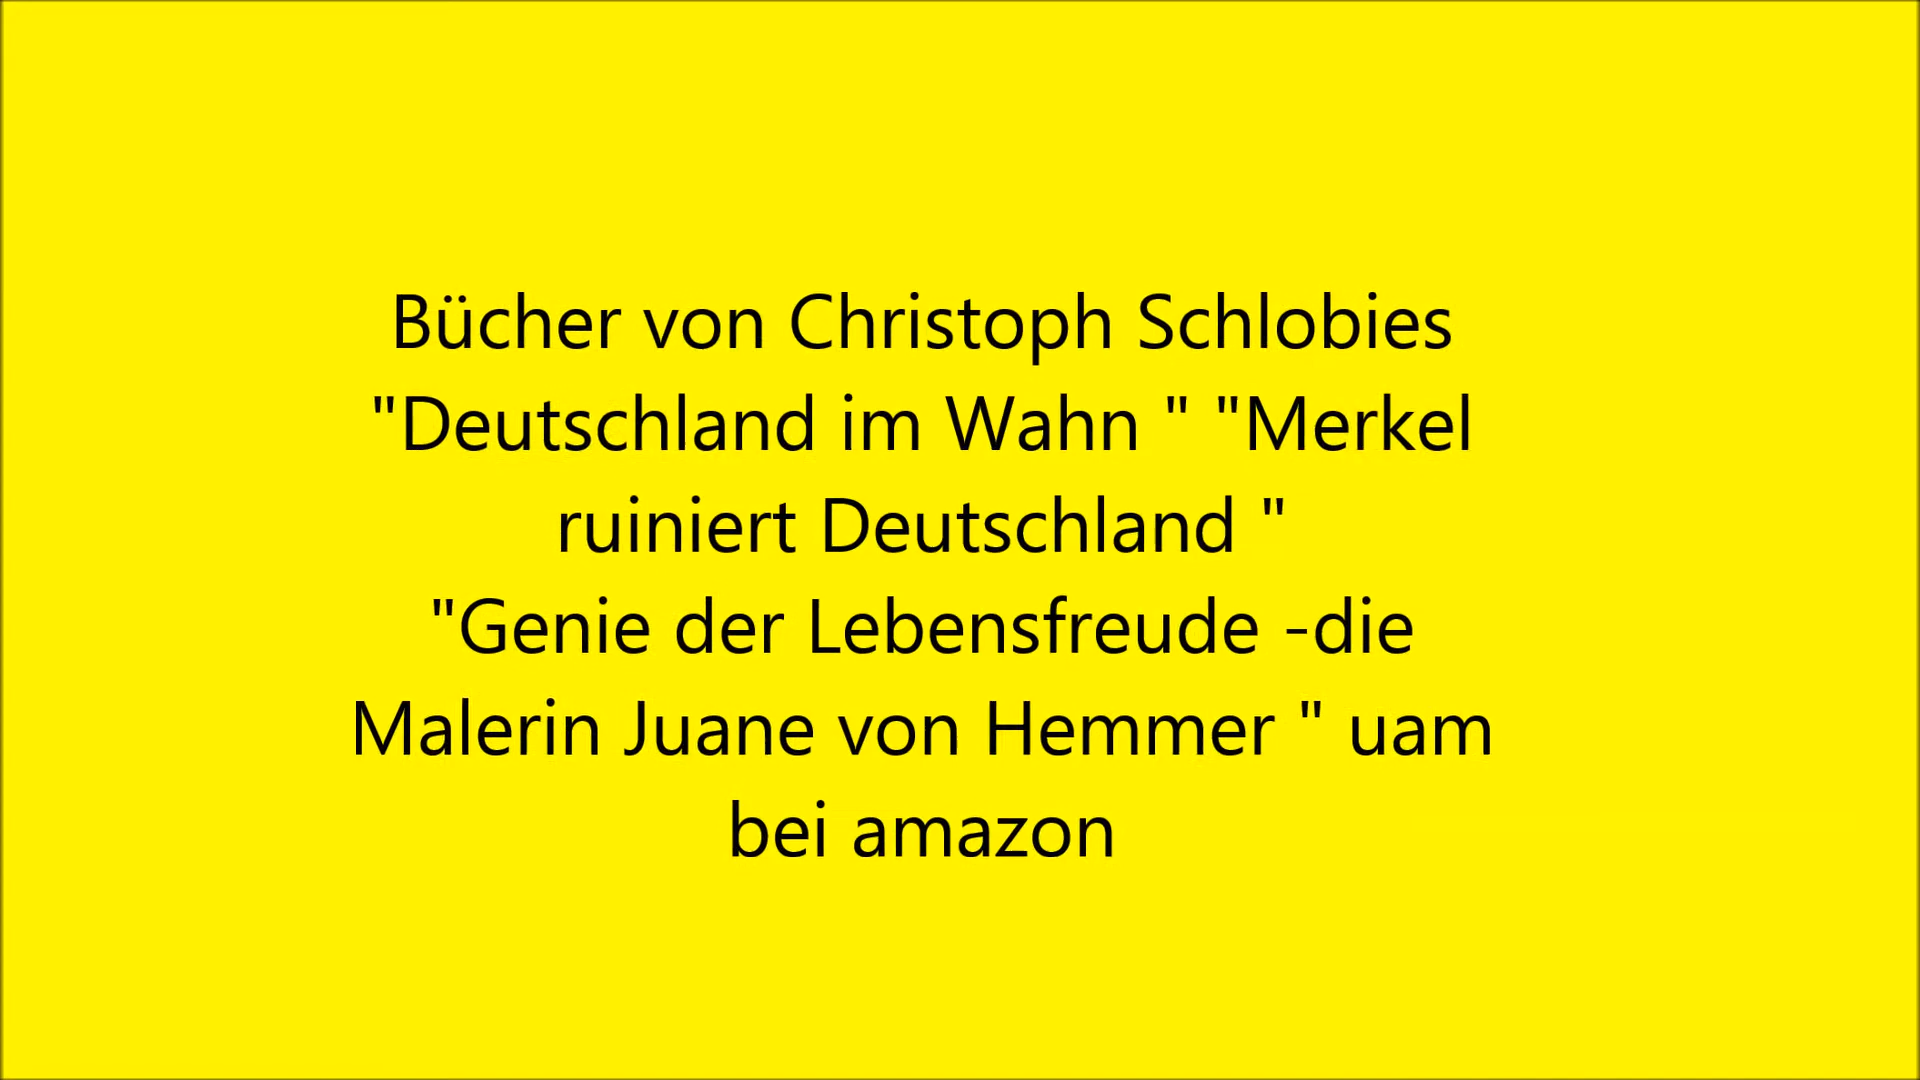 Bücher von Christoph Schlobies
"Deutschland im Wahn " "Merkel
ruiniert Deutschland "
"Genie der Lebensfreude -die
Malerin Juane von Hemmer " uam
bei amazon